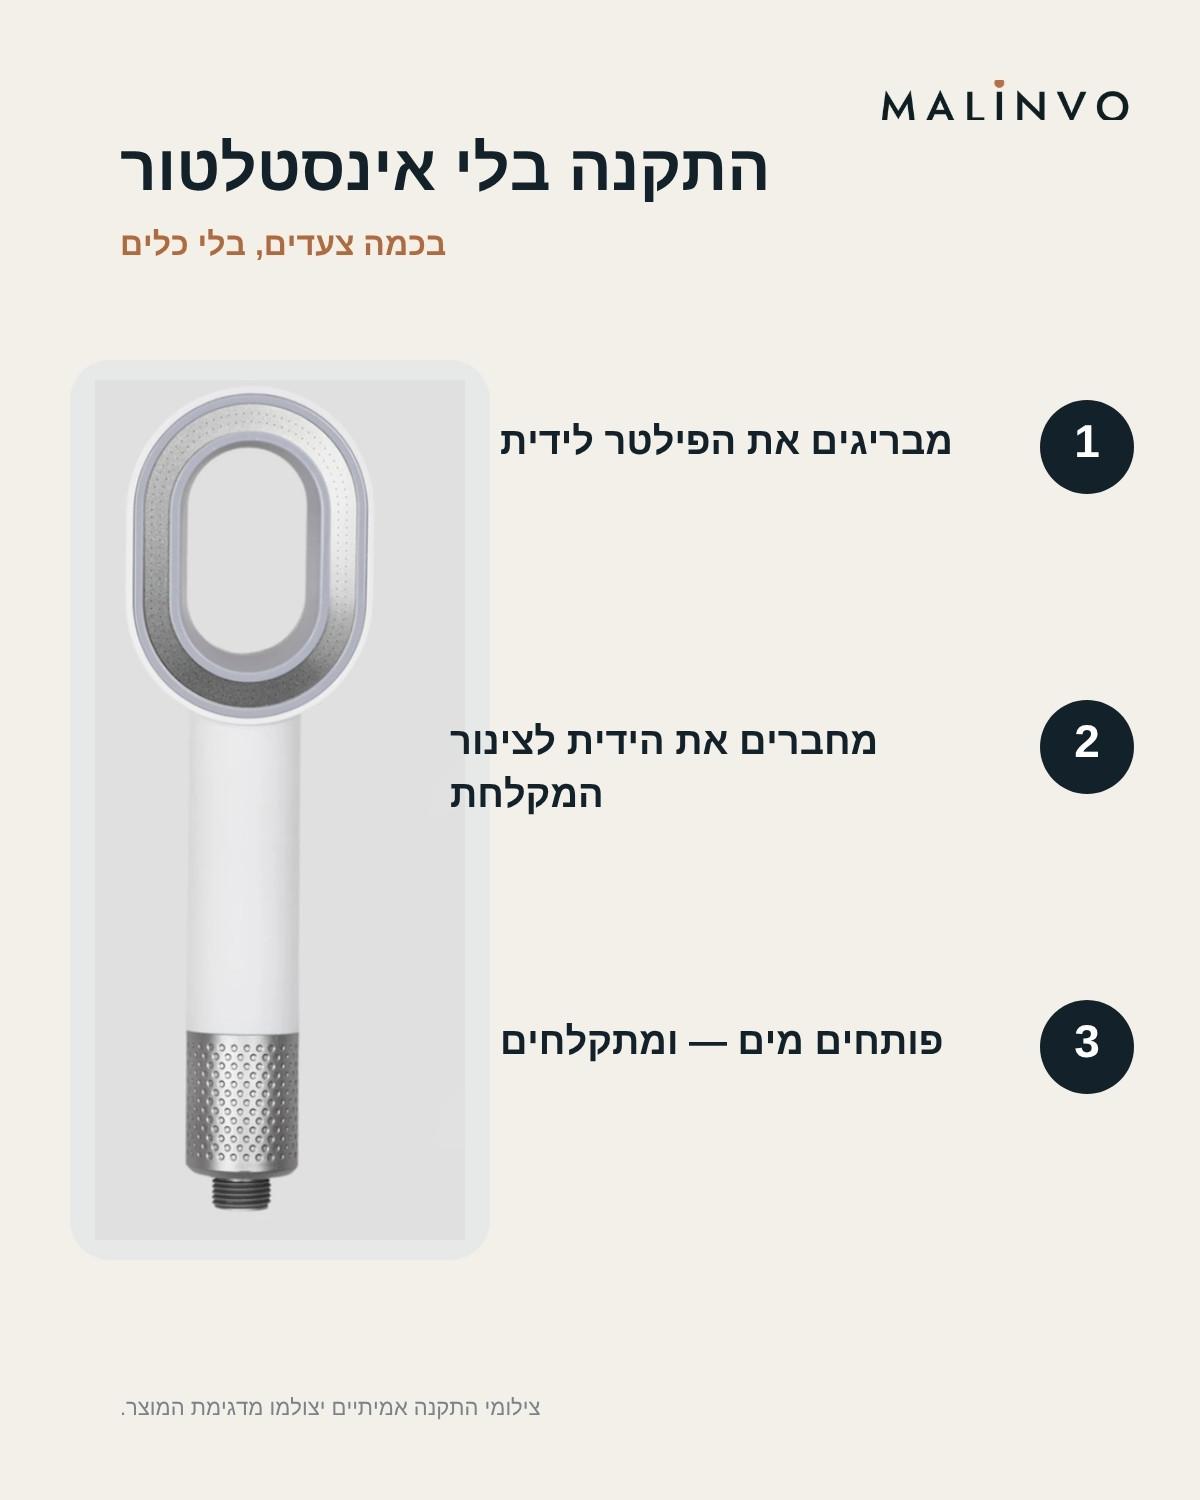 MALiNVO
התקנה בלי אינסטלטור
בכמה צעדים, בלי כלים
1
מבריגים את הפילטר לידית
2
מחברים את הידית לצינור
המקלחת
3
פותחים מים — ומתקלחים
צילומי התקנה אמיתיים יצולמו מדגימת המוצר.